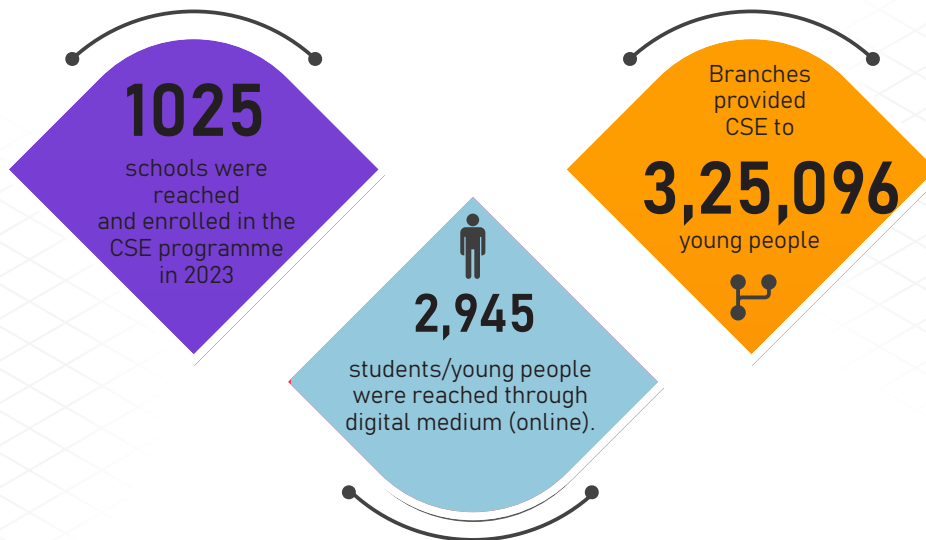 1025
schools were
reached
and enrolled in the
CSE programme
in 2023
2,945
students/young people
were reached through
digital medium (online).
Branches
provided
CSE to
3,25,096
young people